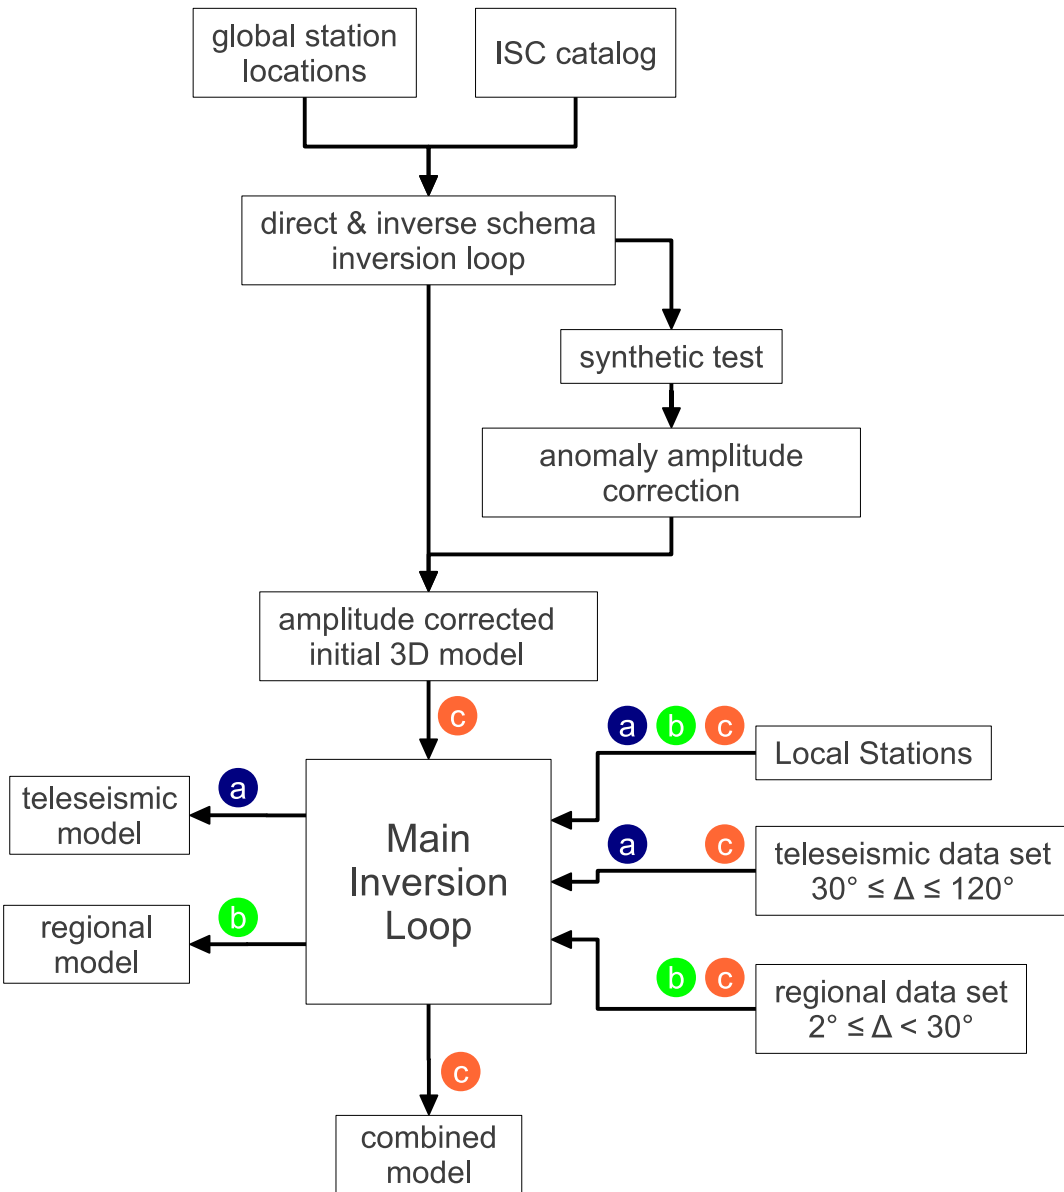 global station
locations
ISC catalog
direct & inverse schema
inversion loop
synthetic test
anomaly amplitude
correction
amplitude corrected
initial 3D model
c
a b c
Local Stations
teleseismic
model
a
Main
Inversion
Loop
a c
teleseismic data set
30° ≤ Δ ≤ 120°
regional
model
b
b c
regional data set
2° ≤ Δ < 30°
c
combined
model